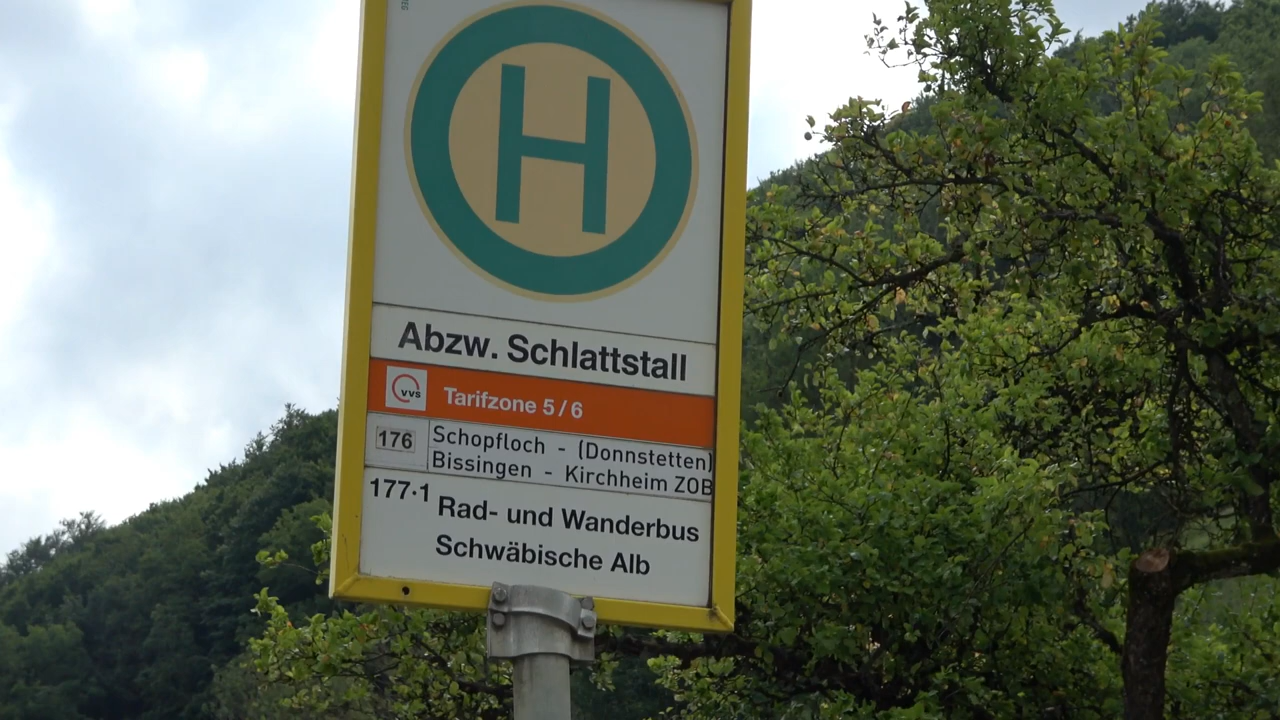 H
Abzw. Schlattstall
VVS Tarifzone 5/6
176 Schopfloch - (Donnstetten)
Bissingen - Kirchheim ZOB
177·1 Rad- und Wanderbus
Schwäbische Alb